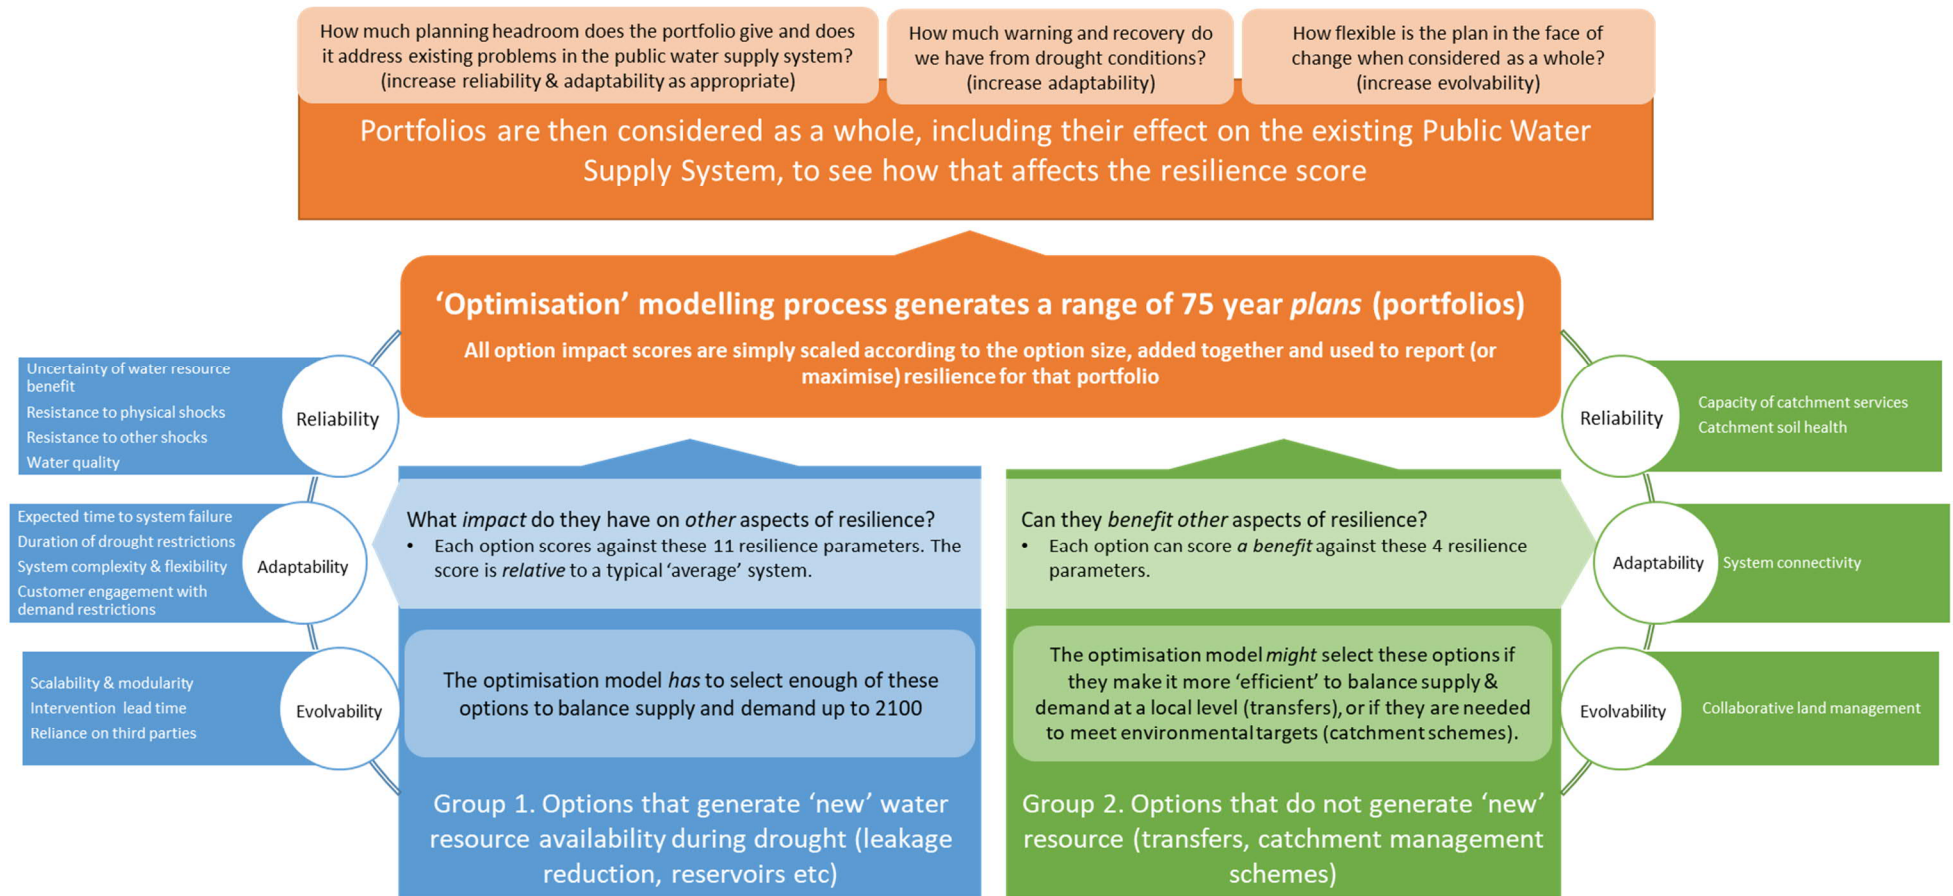 How much planning headroom does the portfolio give and does
it address existing problems in the public water supply system?
(increase reliability & adaptability as appropriate)
How much warning and recovery do
we have from drought conditions?
(increase adaptability)
How flexible is the plan in the face of
change when considered as a whole?
(increase evolvability)
Portfolios are then considered as a whole, including their effect on the existing Public Water
Supply System, to see how that affects the resilience score
‘Optimisation’ modelling process generates a range of 75 year plans (portfolios)
All option impact scores are simply scaled according to the option size, added together and used to report (or
maximise) resilience for that portfolio
Uncertainty of water resource
benefit
Resistance to physical shocks
Resistance to other shocks
Water quality
Reliability
Expected time to system failure
Duration of drought restrictions
System complexity & flexibility
Customer engagement with
demand restrictions
Adaptability
Scalability & modularity
Intervention lead time
Reliance on third parties
Evolvability
What impact do they have on other aspects of resilience?
• Each option scores against these 11 resilience parameters. The
score is relative to a typical ‘average’ system.
The optimisation model has to select enough of these
options to balance supply and demand up to 2100
Group 1. Options that generate ‘new’ water
resource availability during drought (leakage
reduction, reservoirs etc)
Can they benefit other aspects of resilience?
• Each option can score a benefit against these 4 resilience
parameters.
The optimisation model might select these options if
they make it more ‘efficient’ to balance supply &
demand at a local level (transfers), or if they are needed
to meet environmental targets (catchment schemes).
Group 2. Options that do not generate ‘new’
resource (transfers, catchment management
schemes)
Reliability
Capacity of catchment services
Catchment soil health
Adaptability
System connectivity
Evolvability
Collaborative land management